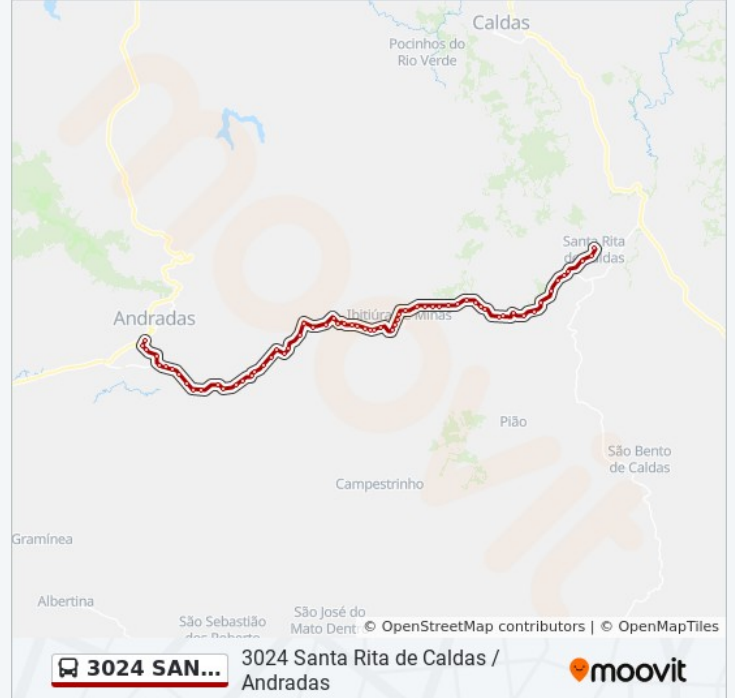 Caldas
Pocinhos do
Rio Verde
Santa Rita
de Caldas
Andradas
Ibitiúra Minas
Pião
São Bento
de Caldas
Campestrinho
Gramínea
Albertina
São Sebastião
dos Robertos
São José do
Mato Dent
© OpenStreetMap contributors | © OpenMapTiles
moovit
3024 SAN...
3024 Santa Rita de Caldas /
Andradas
moovit